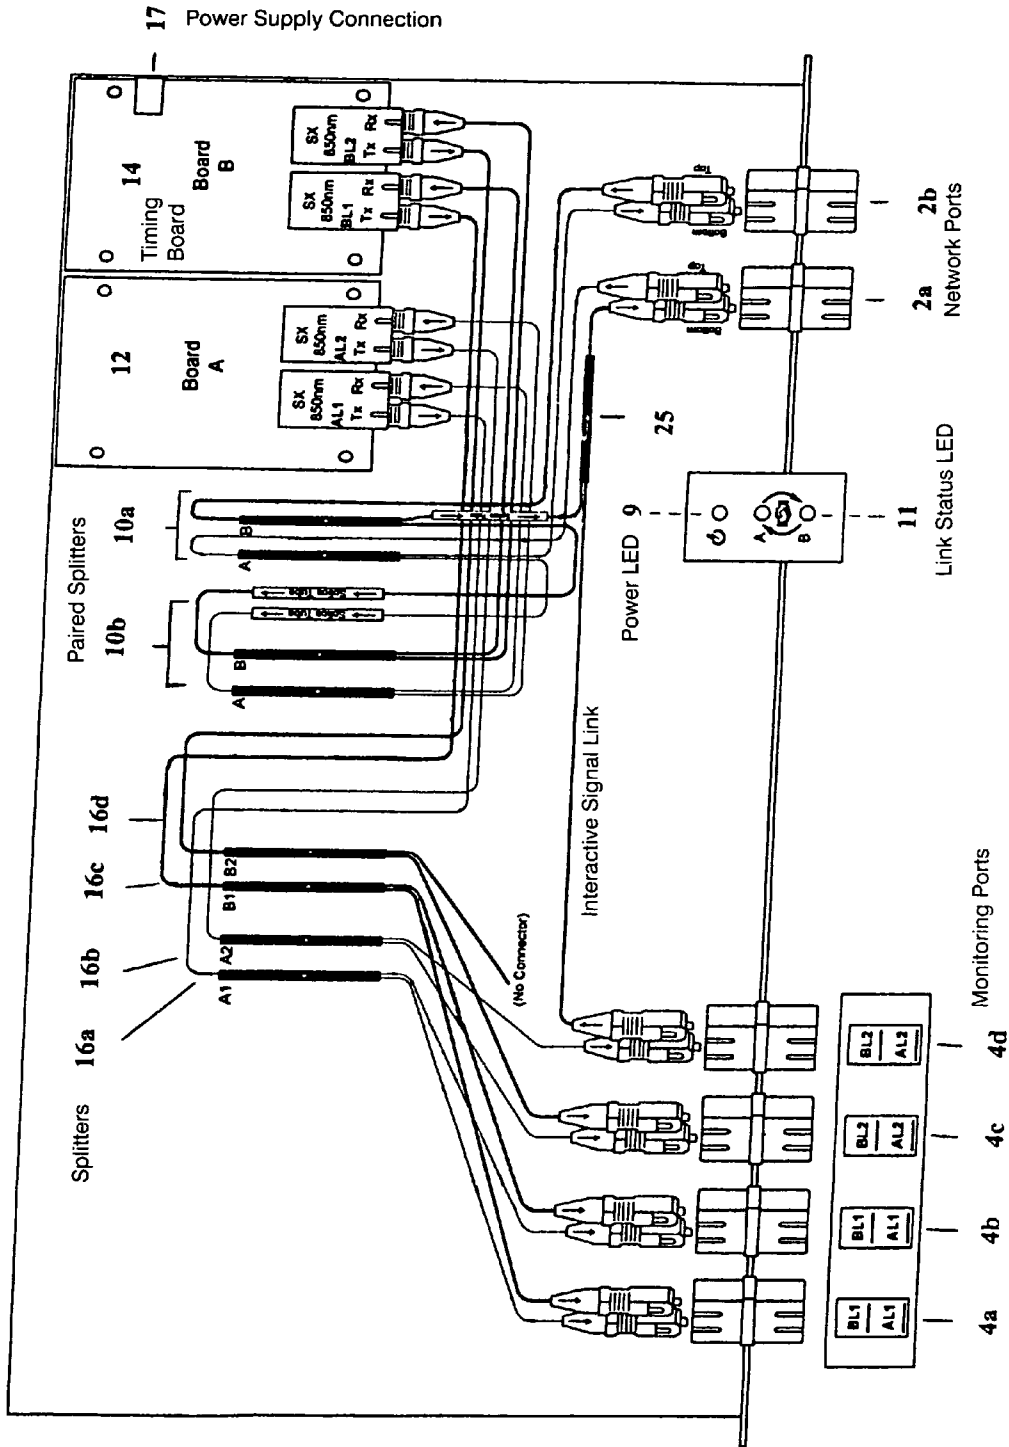 17 Power Supply Connection
14
Timing
Board
Board
B
SX
850nm
BL2
Tx Rx
SX
850nm
BL1
Tx Rx
12
Board
A
SX
850nm
AL2
Tx Rx
SX
850nm
AL1
Tx Rx
Paired Splitters
10a
10b
B
A
B
A
Splitters
16a
16b
16c
16d
A1
A2
B1
B2
(No Connector)
Interactive Signal Link
25
Top
Bottom
Top
Bottom
2a
2b
Network Ports
Power LED 9
A
B
11
Link Status LED
BL1
AL1
BL1
AL1
BL2
AL2
BL2
AL2
4a
4b
4c
4d
Monitoring Ports